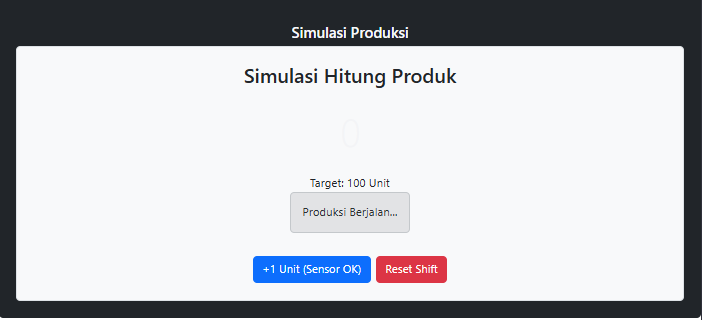 Simulasi Produksi
Simulasi Hitung Produk
0
Target: 100 Unit
Produksi Berjalan...
+1 Unit (Sensor OK)
Reset Shift